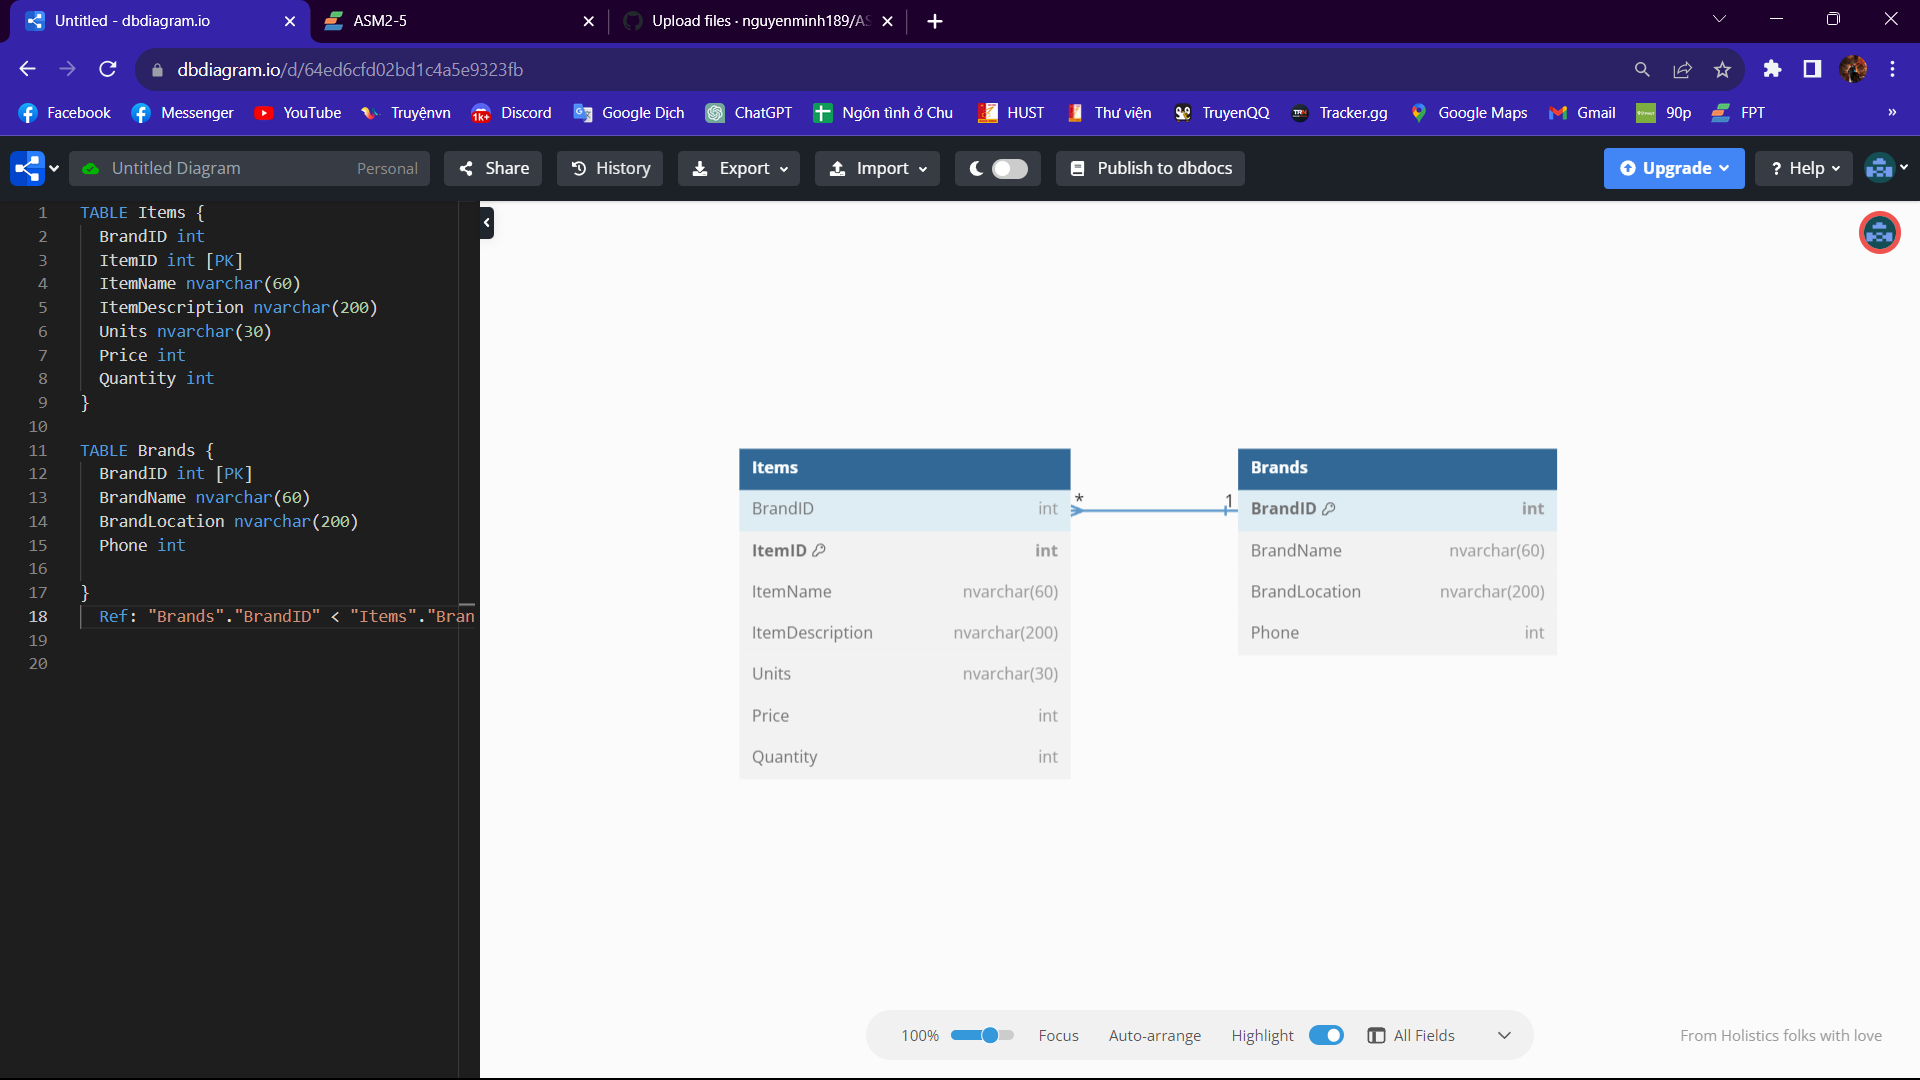 Untitled - dbdiagram.io
ASM2-5
Upload files · nguyenminh189/AS
dbdiagram.io/d/64ed6cfd02bd1c4a5e9323fb
Facebook Messenger YouTube Truyệnvn 1k+ Discord Google Dịch ChatGPT Ngôn tình ở Chu HUST Thư viện TruyenQQ Tracker.gg Google Maps Gmail 90p FPT »
Untitled Diagram Personal Share History Export Import Publish to dbdocs Upgrade ? Help
1 TABLE Items {
2 BrandID int
3 ItemID int [PK]
4 ItemName nvarchar(60)
5 ItemDescription nvarchar(200)
6 Units nvarchar(30)
7 Price int
8 Quantity int
9 }
10
11 TABLE Brands {
12 BrandID int [PK]
13 BrandName nvarchar(60)
14 BrandLocation nvarchar(200)
15 Phone int
16
17 }
18 Ref: "Brands"."BrandID" < "Items"."Bran
19
20
Items
BrandID int
ItemID int
ItemName nvarchar(60)
ItemDescription nvarchar(200)
Units nvarchar(30)
Price int
Quantity int
* 1
Brands
BrandID int
BrandName nvarchar(60)
BrandLocation nvarchar(200)
Phone int
100% Focus Auto-arrange Highlight All Fields
From Holistics folks with love